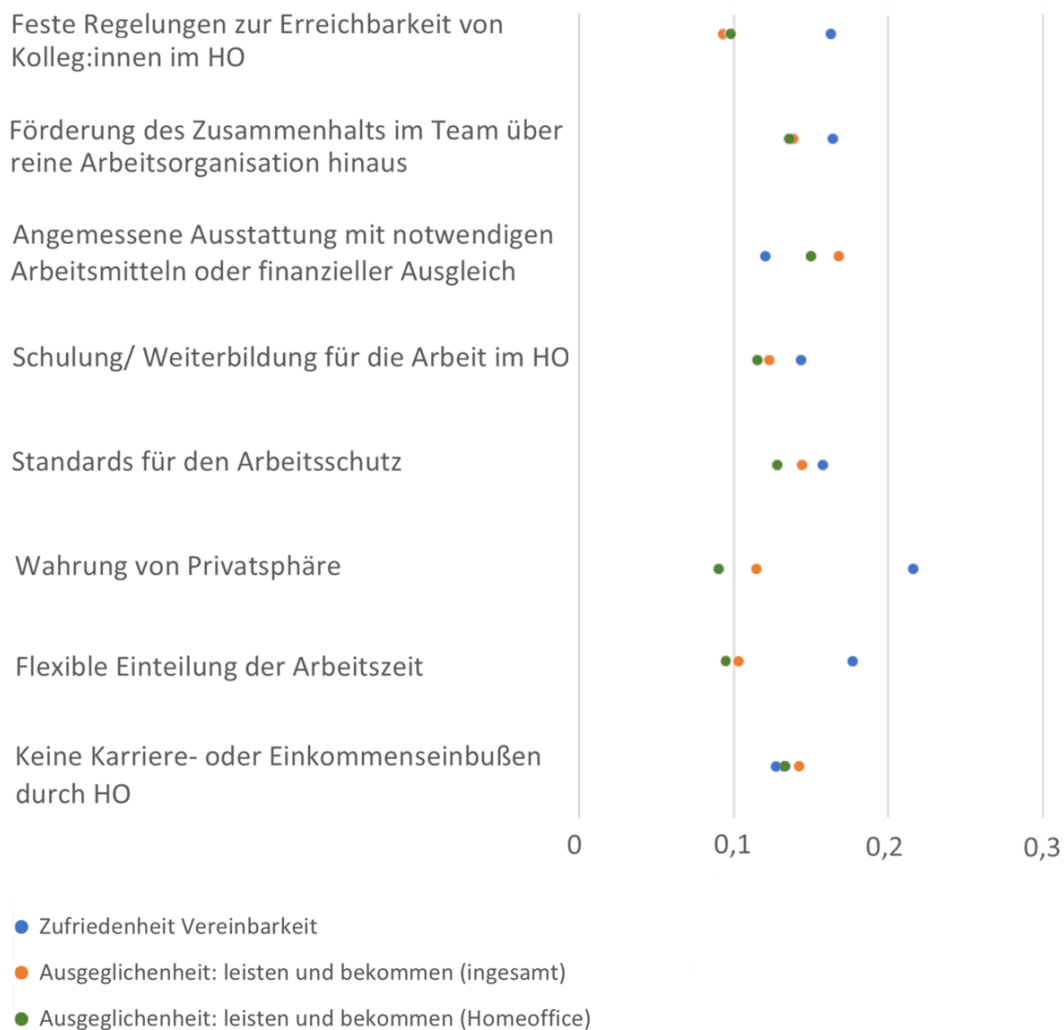 Feste Regelungen zur Erreichbarkeit von
Kolleg:innen im HO
Förderung des Zusammenhalts im Team über
reine Arbeitsorganisation hinaus
Angemessene Ausstattung mit notwendigen
Arbeitsmitteln oder finanzieller Ausgleich
Schulung/ Weiterbildung für die Arbeit im HO
Standards für den Arbeitsschutz
Wahrung von Privatsphäre
Flexible Einteilung der Arbeitszeit
Keine Karriere- oder Einkommenseinbußen
durch HO
0 0,1 0,2 0,3
Zufriedenheit Vereinbarkeit
Ausgeglichenheit: leisten und bekommen (ingesamt)
Ausgeglichenheit: leisten und bekommen (Homeoffice)